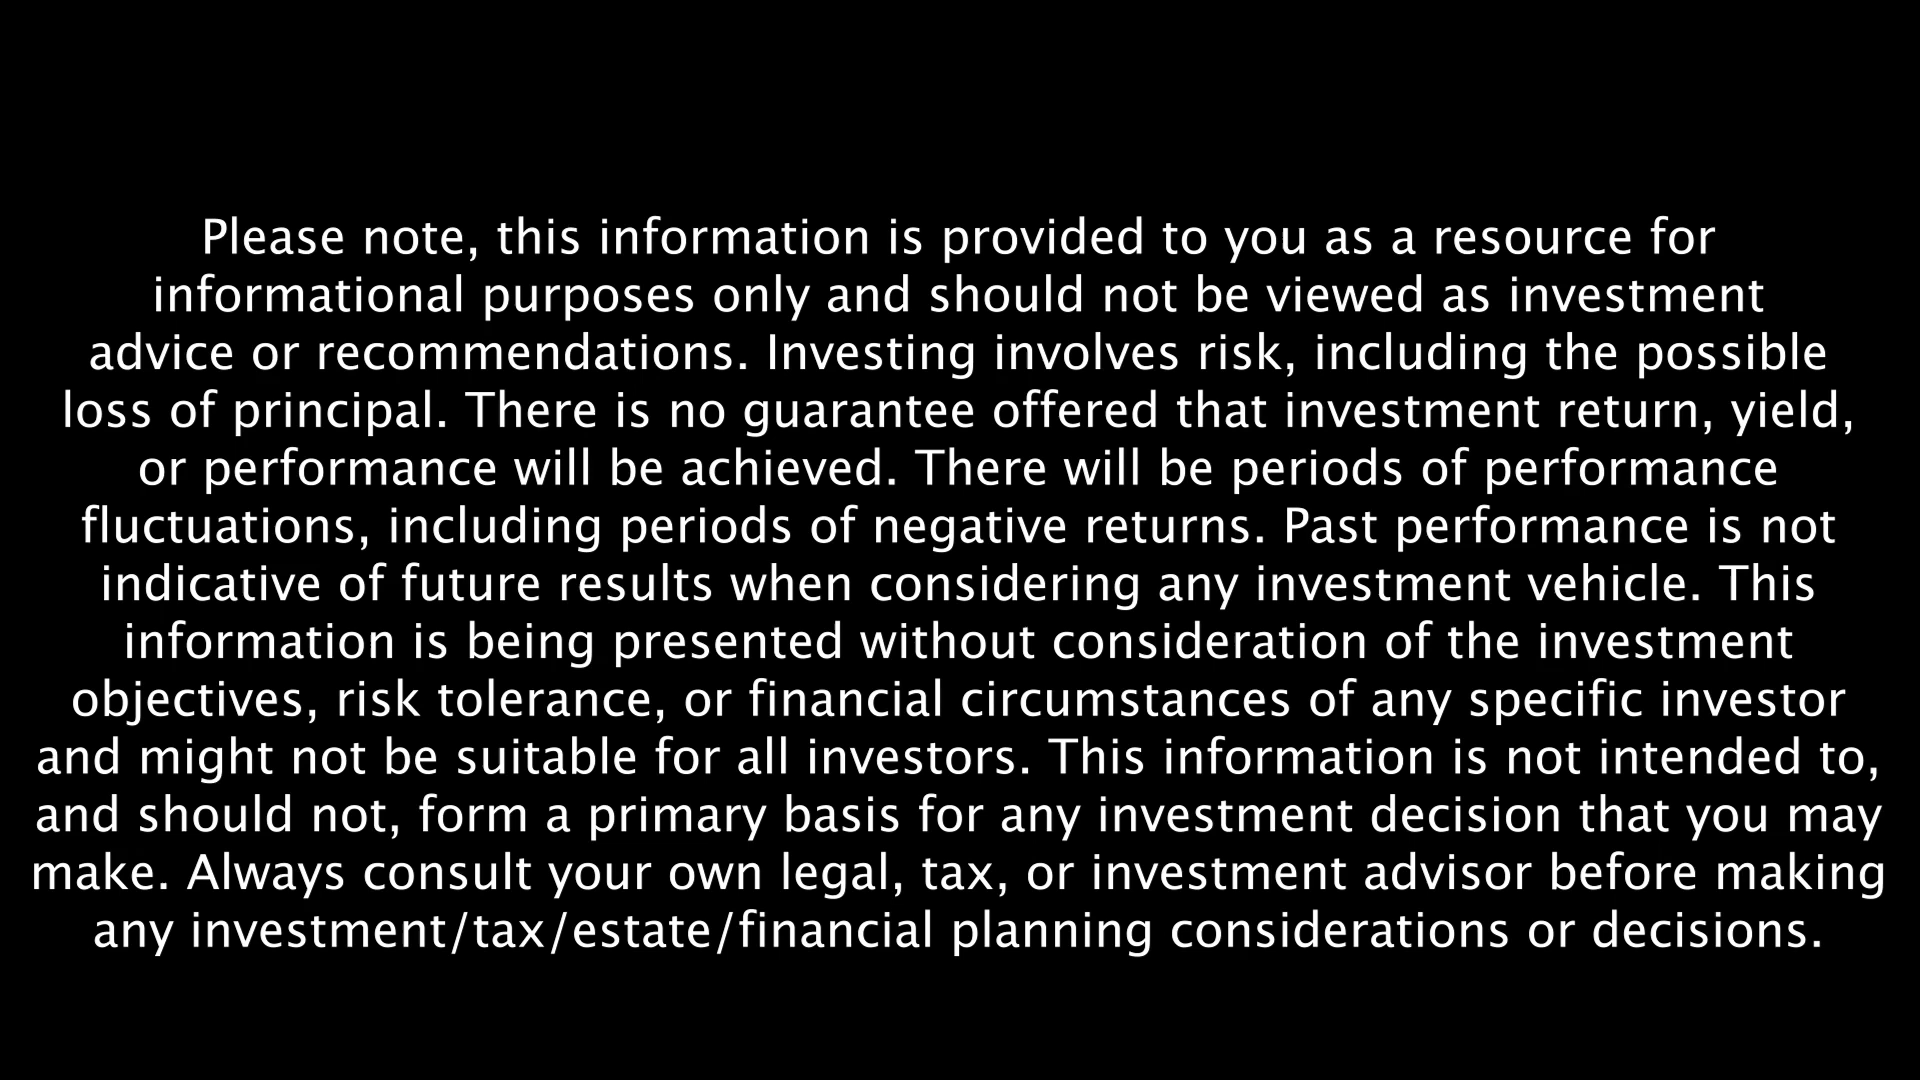 Please note, this information is provided to you as a resource for
informational purposes only and should not be viewed as investment
advice or recommendations. Investing involves risk, including the possible
loss of principal. There is no guarantee offered that investment return, yield,
or performance will be achieved. There will be periods of performance
fluctuations, including periods of negative returns. Past performance is not
indicative of future results when considering any investment vehicle. This
information is being presented without consideration of the investment
objectives, risk tolerance, or financial circumstances of any specific investor
and might not be suitable for all investors. This information is not intended to,
and should not, form a primary basis for any investment decision that you may
make. Always consult your own legal, tax, or investment advisor before making
any investment/tax/estate/financial planning considerations or decisions.